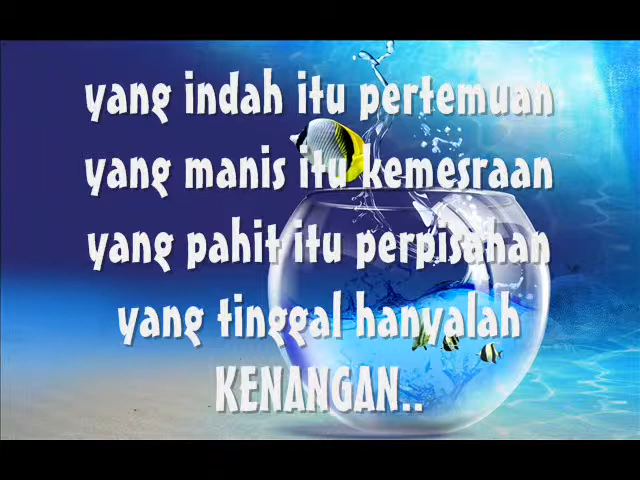 yang indah itu pertemuan
yang manis itu kemesraan
yang pahit itu perpisahan
yang tinggal hanyalah
KENANGAN..